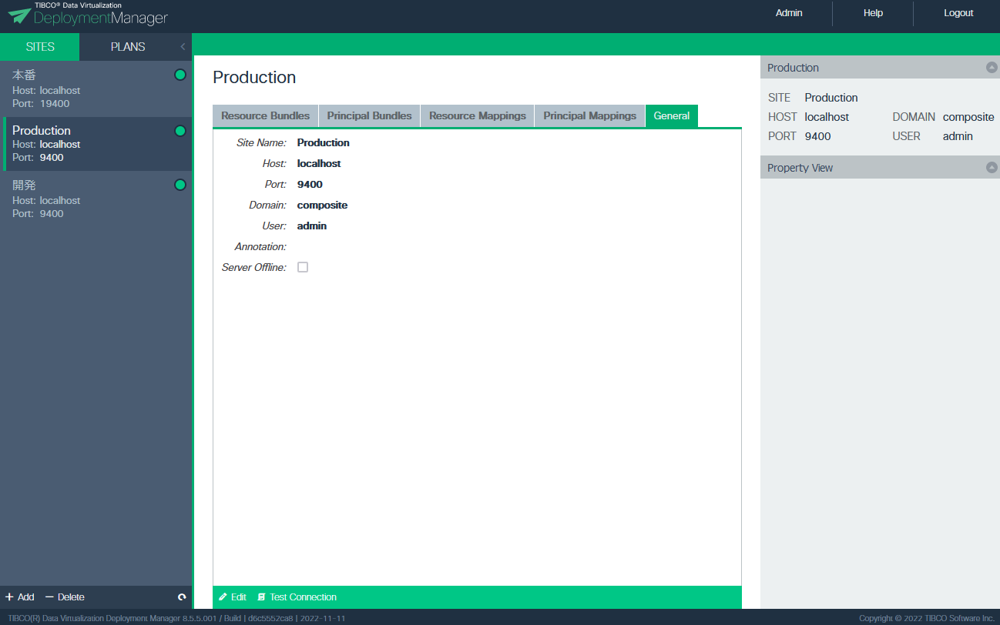 TIBCO® Data Virtualization
DeploymentManager
Admin
Help
Logout
SITES
PLANS
本番
Host: localhost
Port: 19400
Production
Host: localhost
Port: 9400
開発
Host: localhost
Port: 9400
Add
Delete
Production
Resource Bundles
Principal Bundles
Resource Mappings
Principal Mappings
General
Site Name: Production
Host: localhost
Port: 9400
Domain: composite
User: admin
Annotation:
Server Offline:
Edit
Test Connection
Production
SITE Production
HOST localhost DOMAIN composite
PORT 9400 USER admin
Property View
TIBCO(R) Data Virtualization Deployment Manager 8.5.5.001 / Build | d6c5552ca8 | 2022-11-11
Copyright © 2022 TIBCO Software Inc.